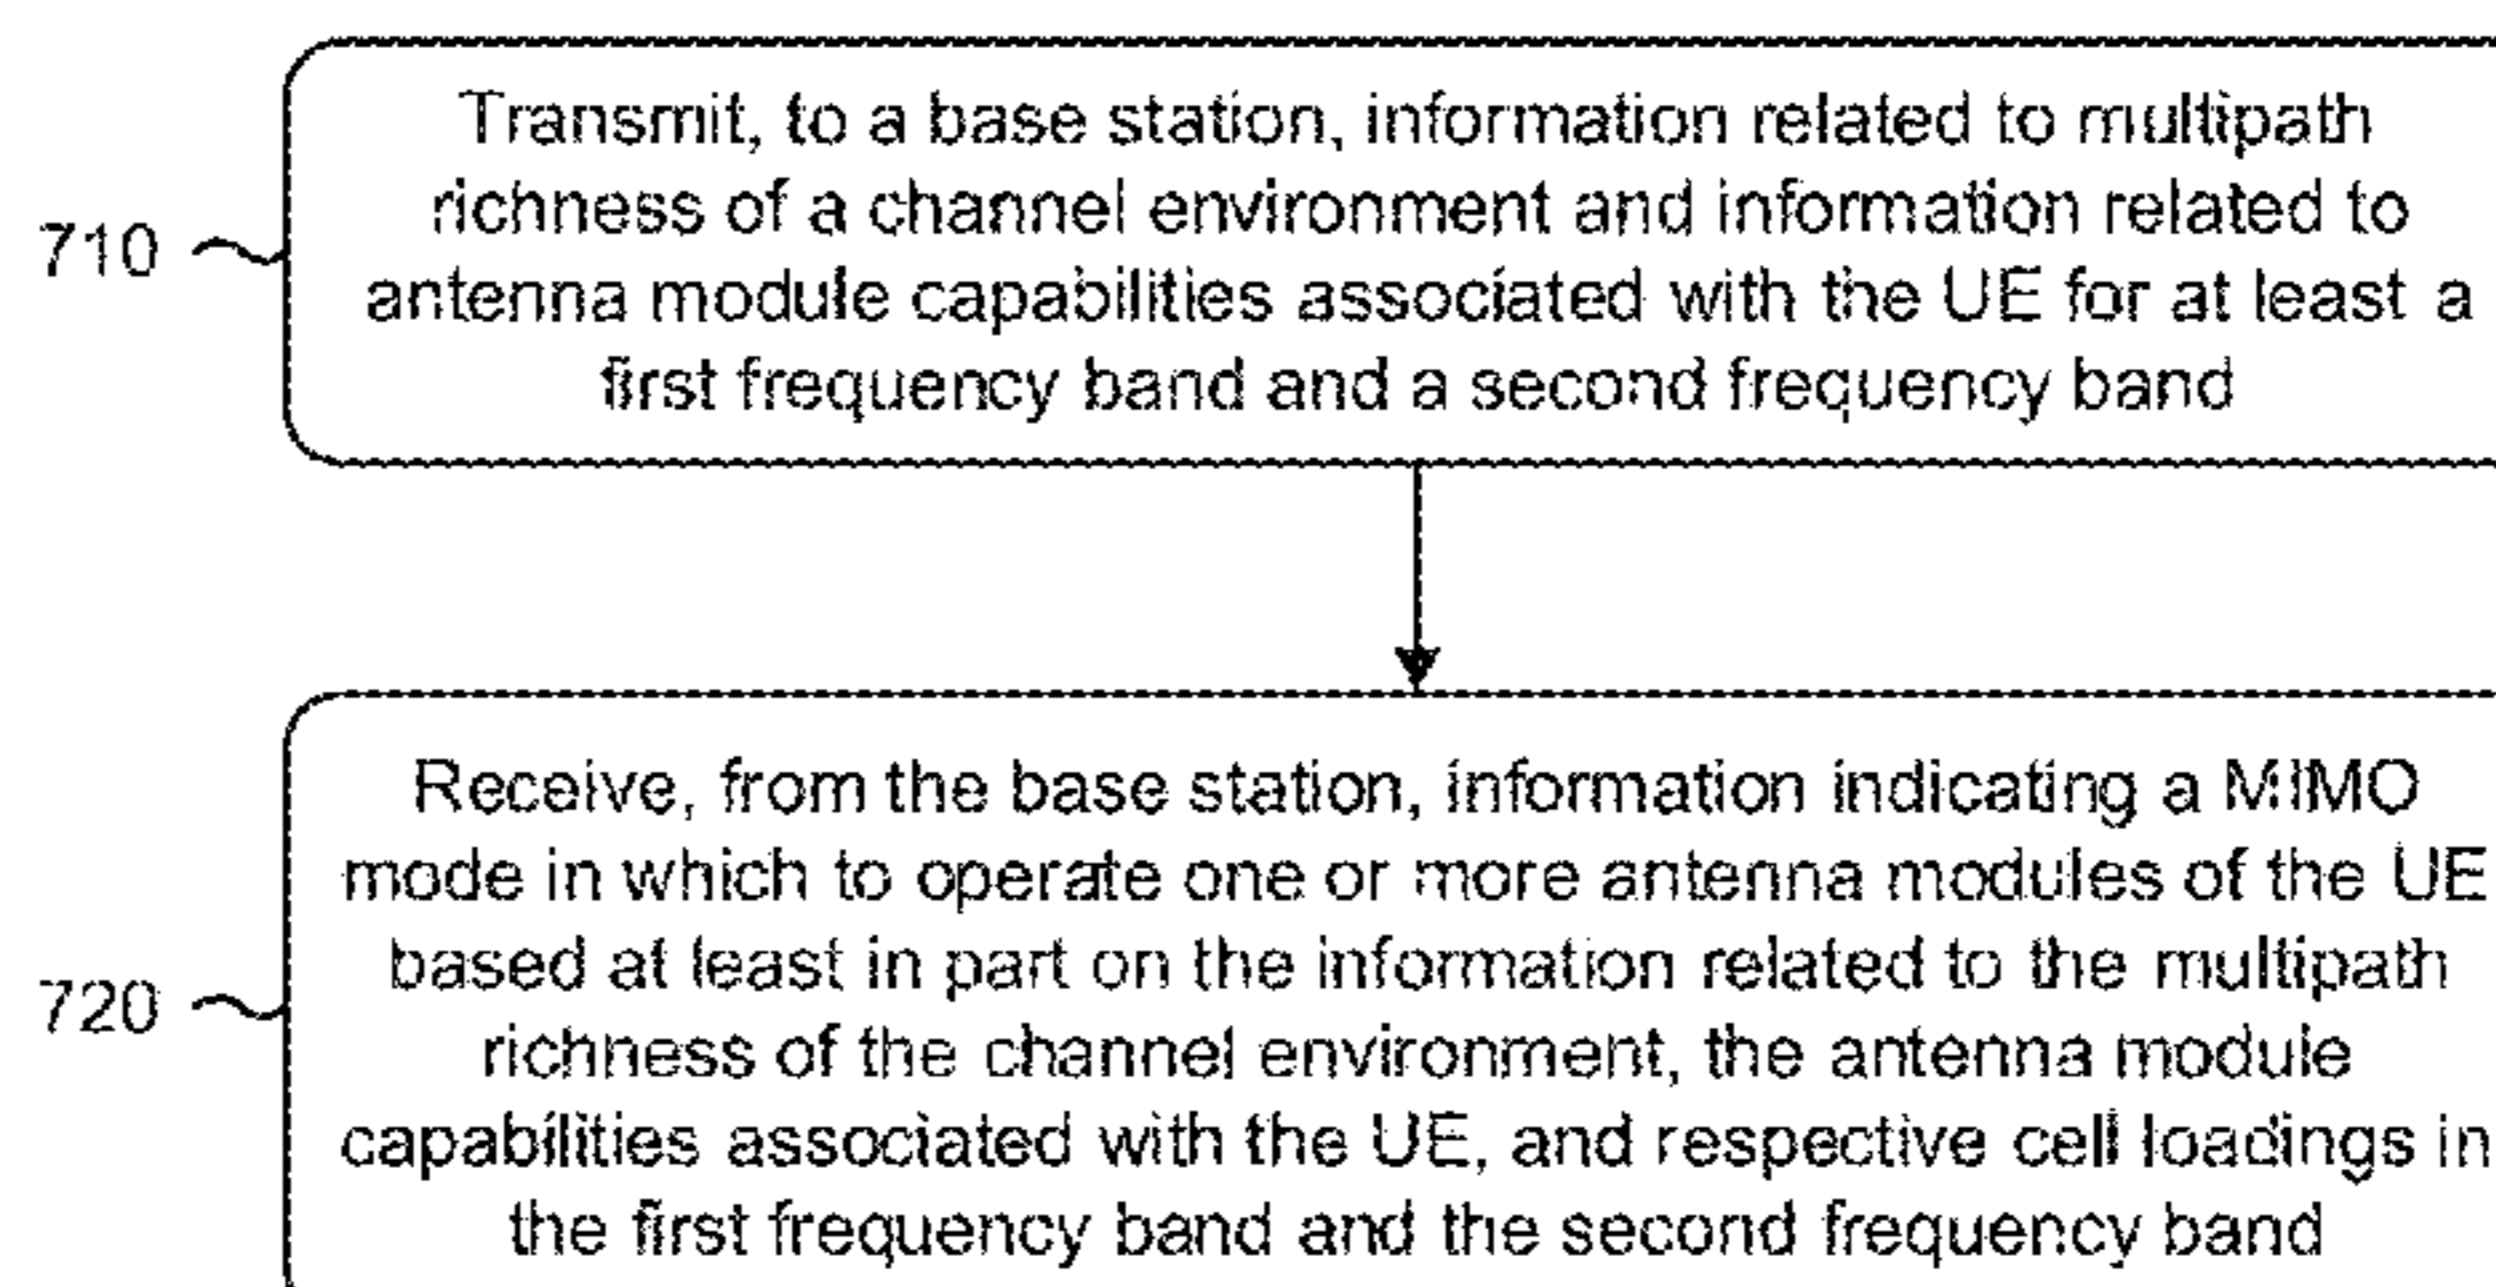 Transmit, to a base station, information related to multipath
richness of a channel environment and information related to
710
antenna module capabilities associated with the UE for at least a
first frequency band and a second frequency band
Receive, from the base station, information indicating a MIMO
mode in which to operate one or more antenna modules of the UE
based at least in part on the information related to the multipath
720
richness of the channel environment, the antenna module
capabilities associated with the UE, and respective cell loadings in
the first frequency band and the second frequency band